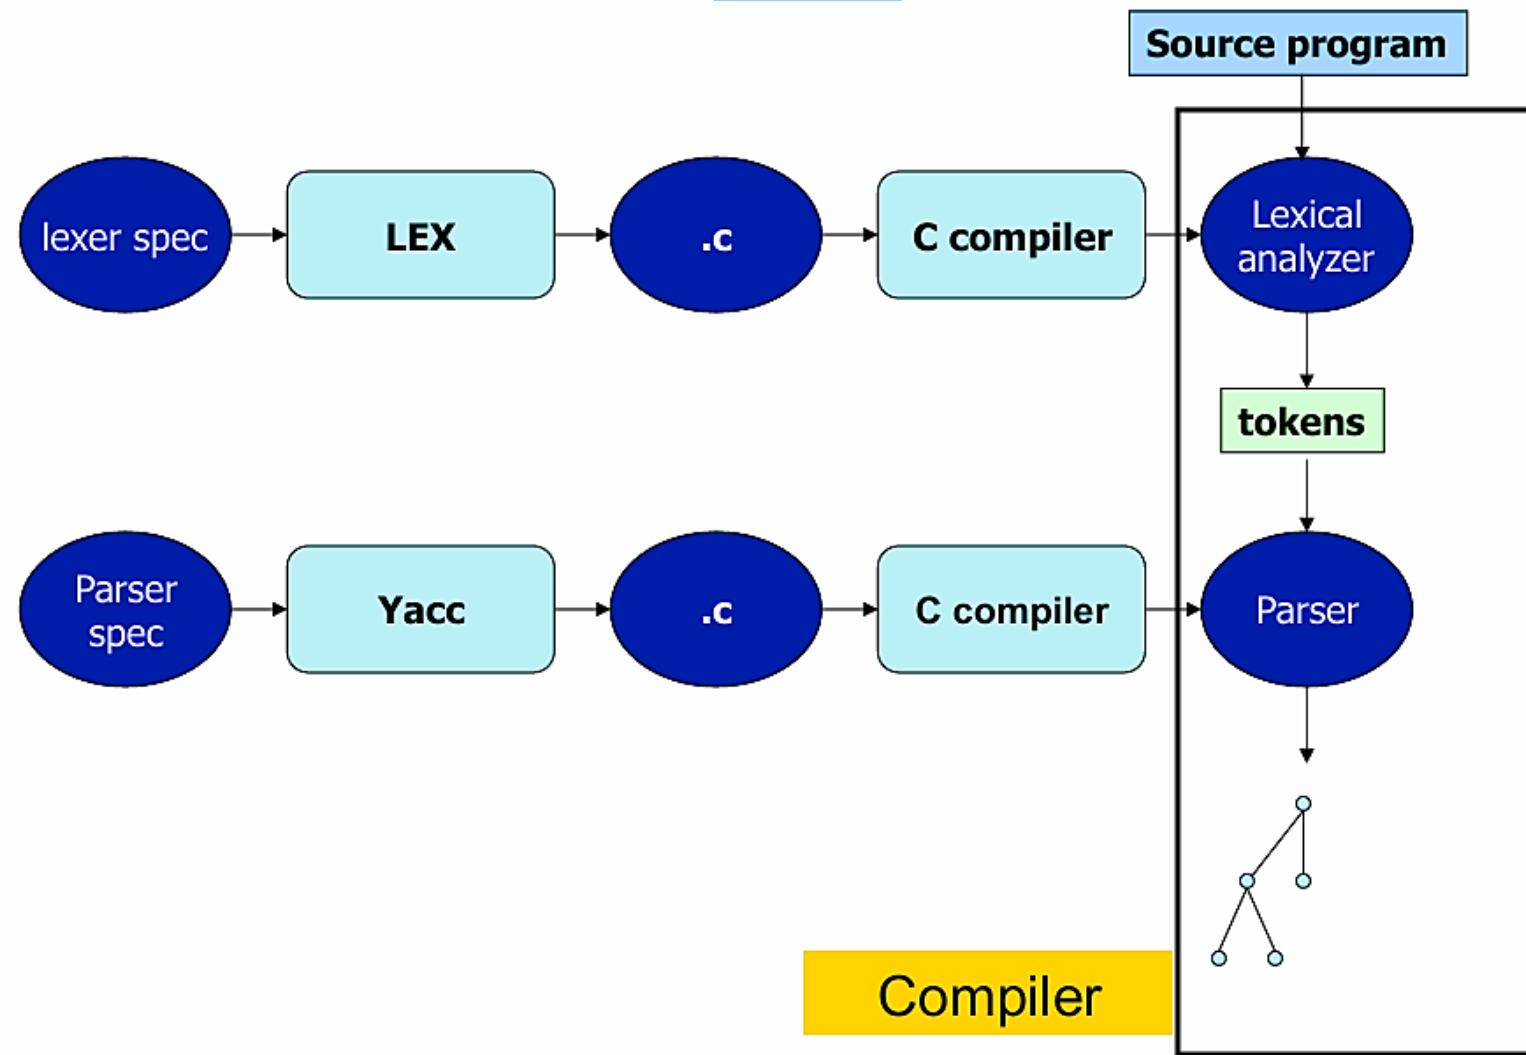 Source program
lexer spec
LEX
.c
C compiler
Lexical
analyzer
tokens
Parser
spec
Yacc
.c
C compiler
Parser
Compiler